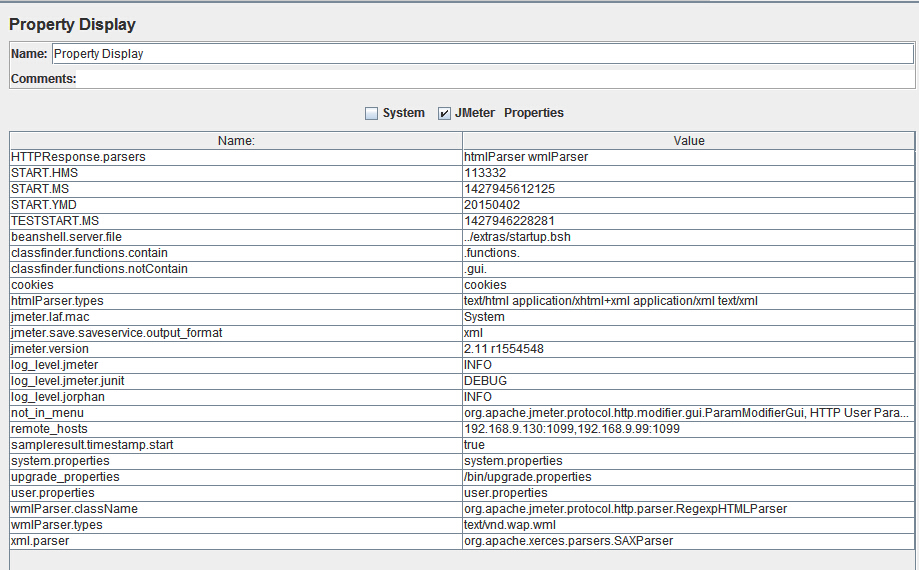 Property Display
Name: Property Display
Comments:
System JMeter Properties
Name: Value
HTTPResponse.parsers htmlParser wmlParser
START.HMS 113332
START.MS 1427945612125
START.YMD 20150402
TESTSTART.MS 1427946228281
beanshell.server.file ../extras/startup.bsh
classfinder.functions.contain .functions.
classfinder.functions.notContain .gui.
cookies cookies
htmlParser.types text/html application/xhtml+xml application/xml text/xml
jmeter.laf.mac System
jmeter.save.saveservice.output_format xml
jmeter.version 2.11 r1554548
log_level.jmeter INFO
log_level.jmeter.junit DEBUG
log_level.jorphan INFO
not_in_menu org.apache.jmeter.protocol.http.modifier.gui.ParamModifierGui, HTTP User Para...
remote_hosts 192.168.9.130:1099,192.168.9.99:1099
sampleresult.timestamp.start true
system.properties system.properties
upgrade_properties /bin/upgrade.properties
user.properties user.properties
wmlParser.className org.apache.jmeter.protocol.http.parser.RegexpHTMLParser
wmlParser.types text/vnd.wap.wml
xml.parser org.apache.xerces.parsers.SAXParser